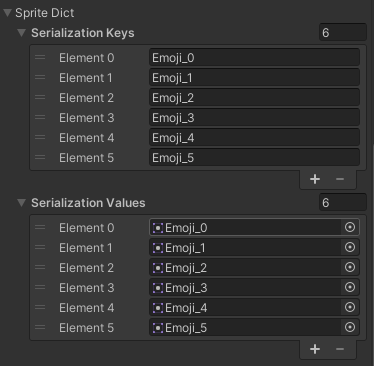 Sprite Dict
Serialization Keys 6
Element 0 Emoji_0
Element 1 Emoji_1
Element 2 Emoji_2
Element 3 Emoji_3
Element 4 Emoji_4
Element 5 Emoji_5
+ −
Serialization Values 6
Element 0 Emoji_0
Element 1 Emoji_1
Element 2 Emoji_2
Element 3 Emoji_3
Element 4 Emoji_4
Element 5 Emoji_5
+ −